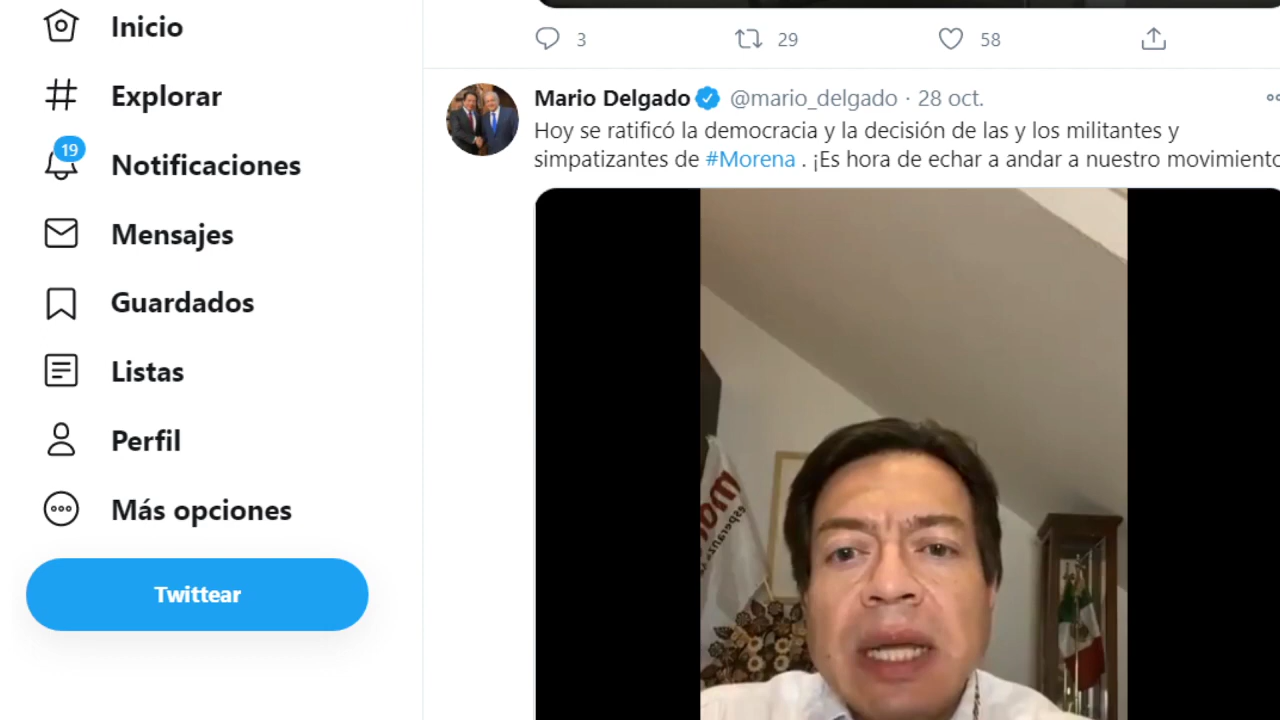 Inicio
Explorar
19
Notificaciones
Mensajes
Guardados
Listas
Perfil
Más opciones
Twittear
3 29 58
Mario Delgado @mario_delgado · 28 oct.
Hoy se ratificó la democracia y la decisión de las y los militantes y
simpatizantes de #Morena . ¡Es hora de echar a andar a nuestro movimiento